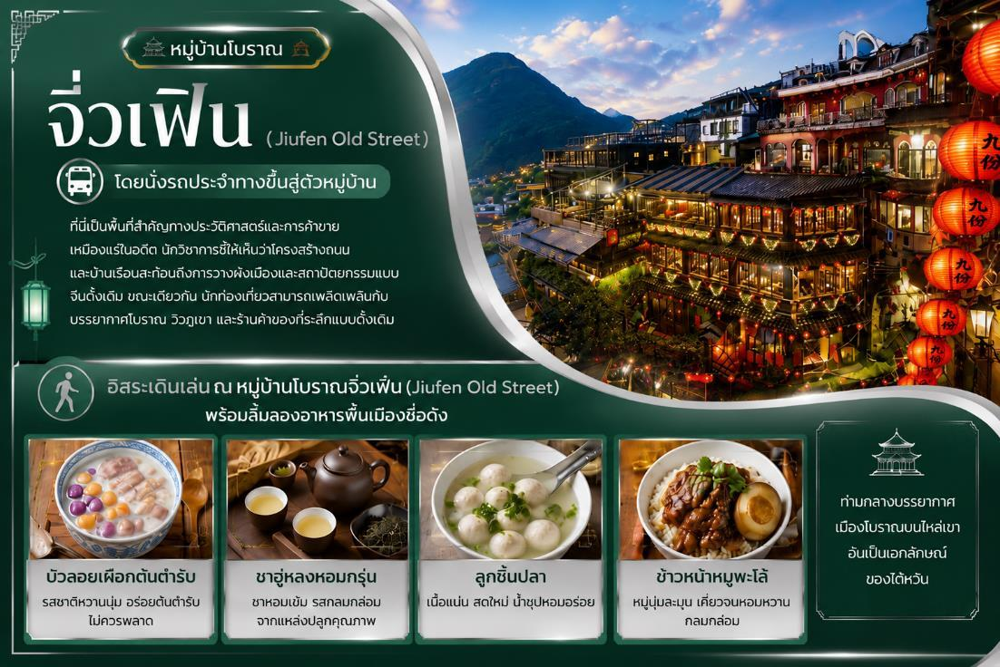 หมู่บ้านโบราณ
จิ่วเฟิ่น (Jiufen Old Street)
โดยนั่งรถประจำทางขึ้นสู่ตัวหมู่บ้าน
ที่นี่เป็นพื้นที่สำคัญทางประวัติศาสตร์และการค้าขาย
เหมืองแร่ในอดีต นักวิชาการชี้ให้เห็นว่าโครงสร้างถนน
และบ้านเรือนสะท้อนถึงการวางผังเมืองและสถาปัตยกรรมแบบ
จีนดั้งเดิม ขณะเดียวกัน นักท่องเที่ยวสามารถเพลิดเพลินกับ
บรรยากาศโบราณ วิวภูเขา และร้านค้าของที่ระลึกแบบดั้งเดิม
九份
九份
九份
九份
九份
九份
อิสระเดินเล่น ณ หมู่บ้านโบราณจิ่วเฟิ่น (Jiufen Old Street)
พร้อมลิ้มลองอาหารพื้นเมืองชื่อดัง
บัวลอยเผือกต้นตำรับ
รสชาติหวานนุ่ม อร่อยต้นตำรับ
ไม่ควรพลาด
ชาอู่หลงหอมกรุ่น
ชาหอมเข้ม รสกลมกล่อม
จากแหล่งปลูกคุณภาพ
ลูกชิ้นปลา
เนื้อแน่น สดใหม่ น้ำซุปหอมอร่อย
ข้าวหน้าหมูพะโล้
หมูนุ่มละมุน เคี่ยวจนหอมหวาน
กลมกล่อม
ท่ามกลางบรรยากาศ
เมืองโบราณบนไหล่เขา
อันเป็นเอกลักษณ์
ของไต้หวัน